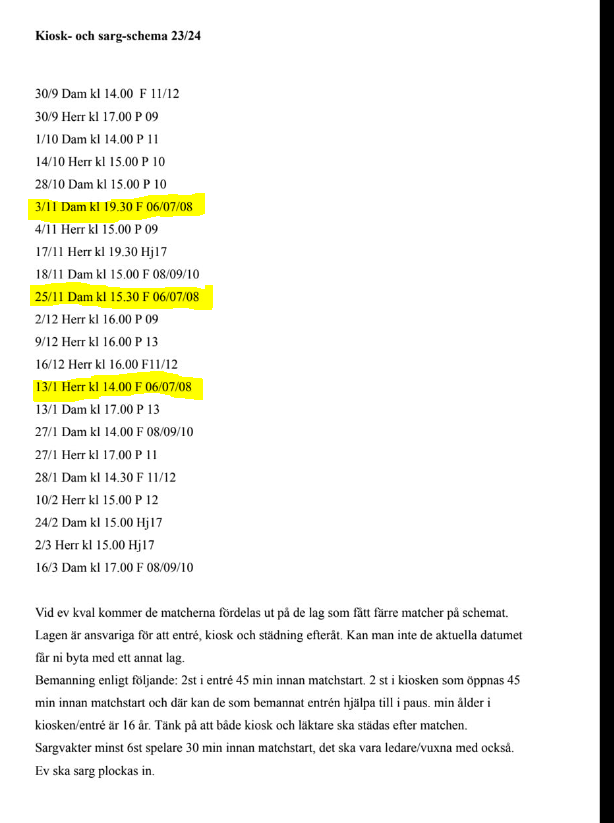 Kiosk- och sarg-schema 23/24
30/9 Dam kl 14.00 F 11/12
30/9 Herr kl 17.00 P 09
1/10 Dam kl 14.00 P 11
14/10 Herr kl 15.00 P 10
28/10 Dam kl 15.00 P 10
3/11 Dam kl 19.30 F 06/07/08
4/11 Herr kl 15.00 P 09
17/11 Herr kl 19.30 Hj17
18/11 Dam kl 15.00 F 08/09/10
25/11 Dam kl 15.30 F 06/07/08
2/12 Herr kl 16.00 P 09
9/12 Herr kl 16.00 P 13
16/12 Herr kl 16.00 F11/12
13/1 Herr kl 14.00 F 06/07/08
13/1 Dam kl 17.00 P 13
27/1 Dam kl 14.00 F 08/09/10
27/1 Herr kl 17.00 P 11
28/1 Dam kl 14.30 F 11/12
10/2 Herr kl 15.00 P 12
24/2 Dam kl 15.00 Hj17
2/3 Herr kl 15.00 Hj17
16/3 Dam kl 17.00 F 08/09/10
Vid ev kval kommer de matcherna fördelas ut på de lag som fått färre matcher på schemat.
Lagen är ansvariga för att entré, kiosk och städning efteråt. Kan man inte de aktuella datumet
får ni byta med ett annat lag.
Bemanning enligt följande: 2st i entré 45 min innan matchstart. 2 st i kiosken som öppnas 45
min innan matchstart och där kan de som bemannat entrén hjälpa till i paus. min ålder i
kiosken/entré är 16 år. Tänk på att både kiosk och läktare ska städas efter matchen.
Sargvakter minst 6st spelare 30 min innan matchstart, det ska vara ledare/vuxna med också.
Ev ska sarg plockas in.